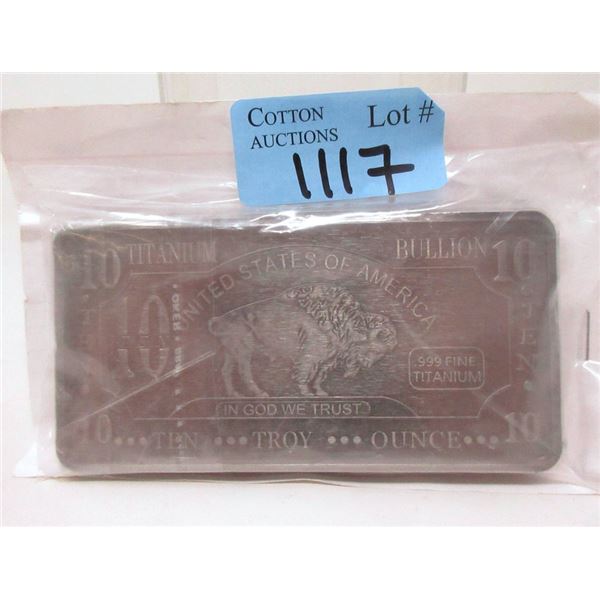 COTTON
AUCTIONS
Lot #
1117
10 TITANIUM BULLION 10
UNITED STATES OF AMERICA
10
.999 FINE
TITANIUM
TEN
IN GOD WE TRUST
10 ... TEN ... TROY ... OUNCE ... 10